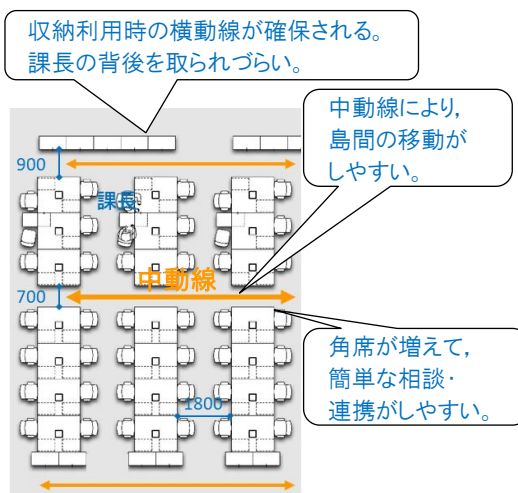 収納利用時の横動線が確保される。
課長の背後を取られづらい。
中動線により,
島間の移動が
しやすい。
900
課長
中動線
700
角席が増えて,
簡単な相談・
連携がしやすい。
1800